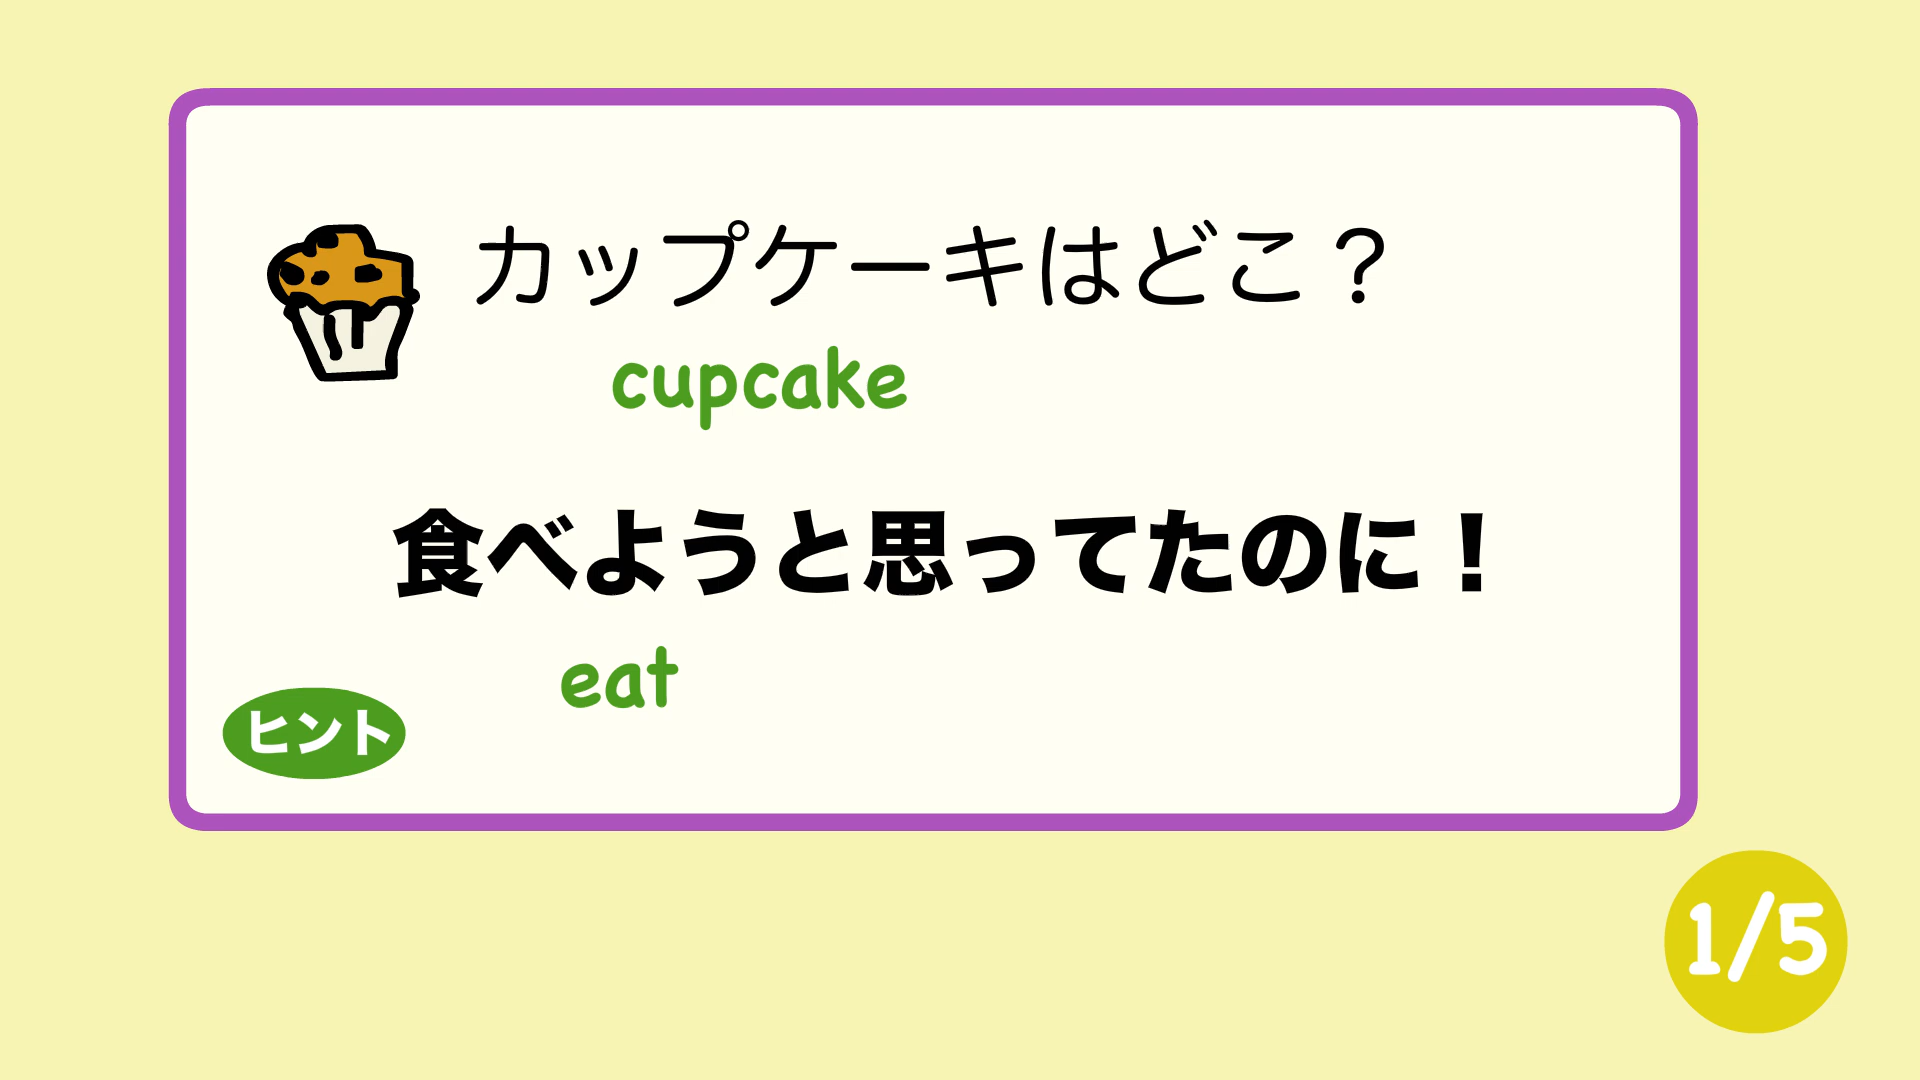 カップケーキはどこ？
cupcake
食べようと思ってたのに！
eat
ヒント
1/5